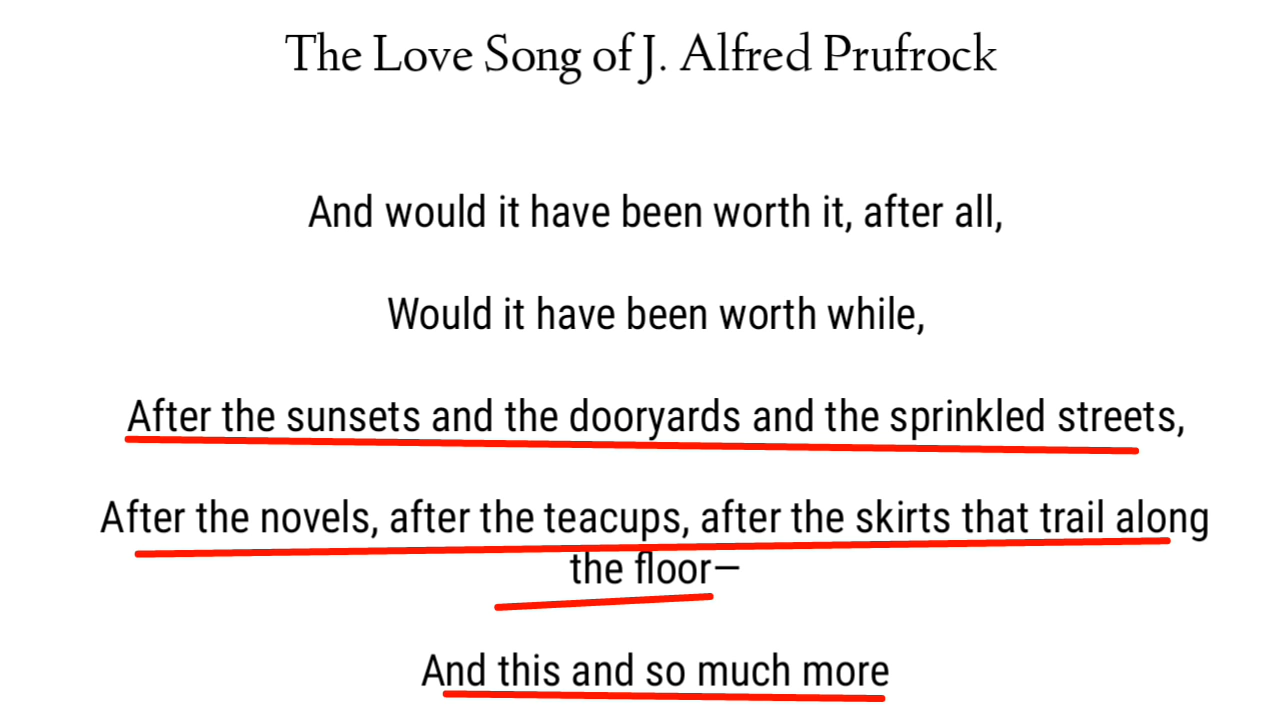 The Love Song of J. Alfred Prufrock
And would it have been worth it, after all,
Would it have been worth while,
After the sunsets and the dooryards and the sprinkled streets,
After the novels, after the teacups, after the skirts that trail along
the floor—
And this and so much more